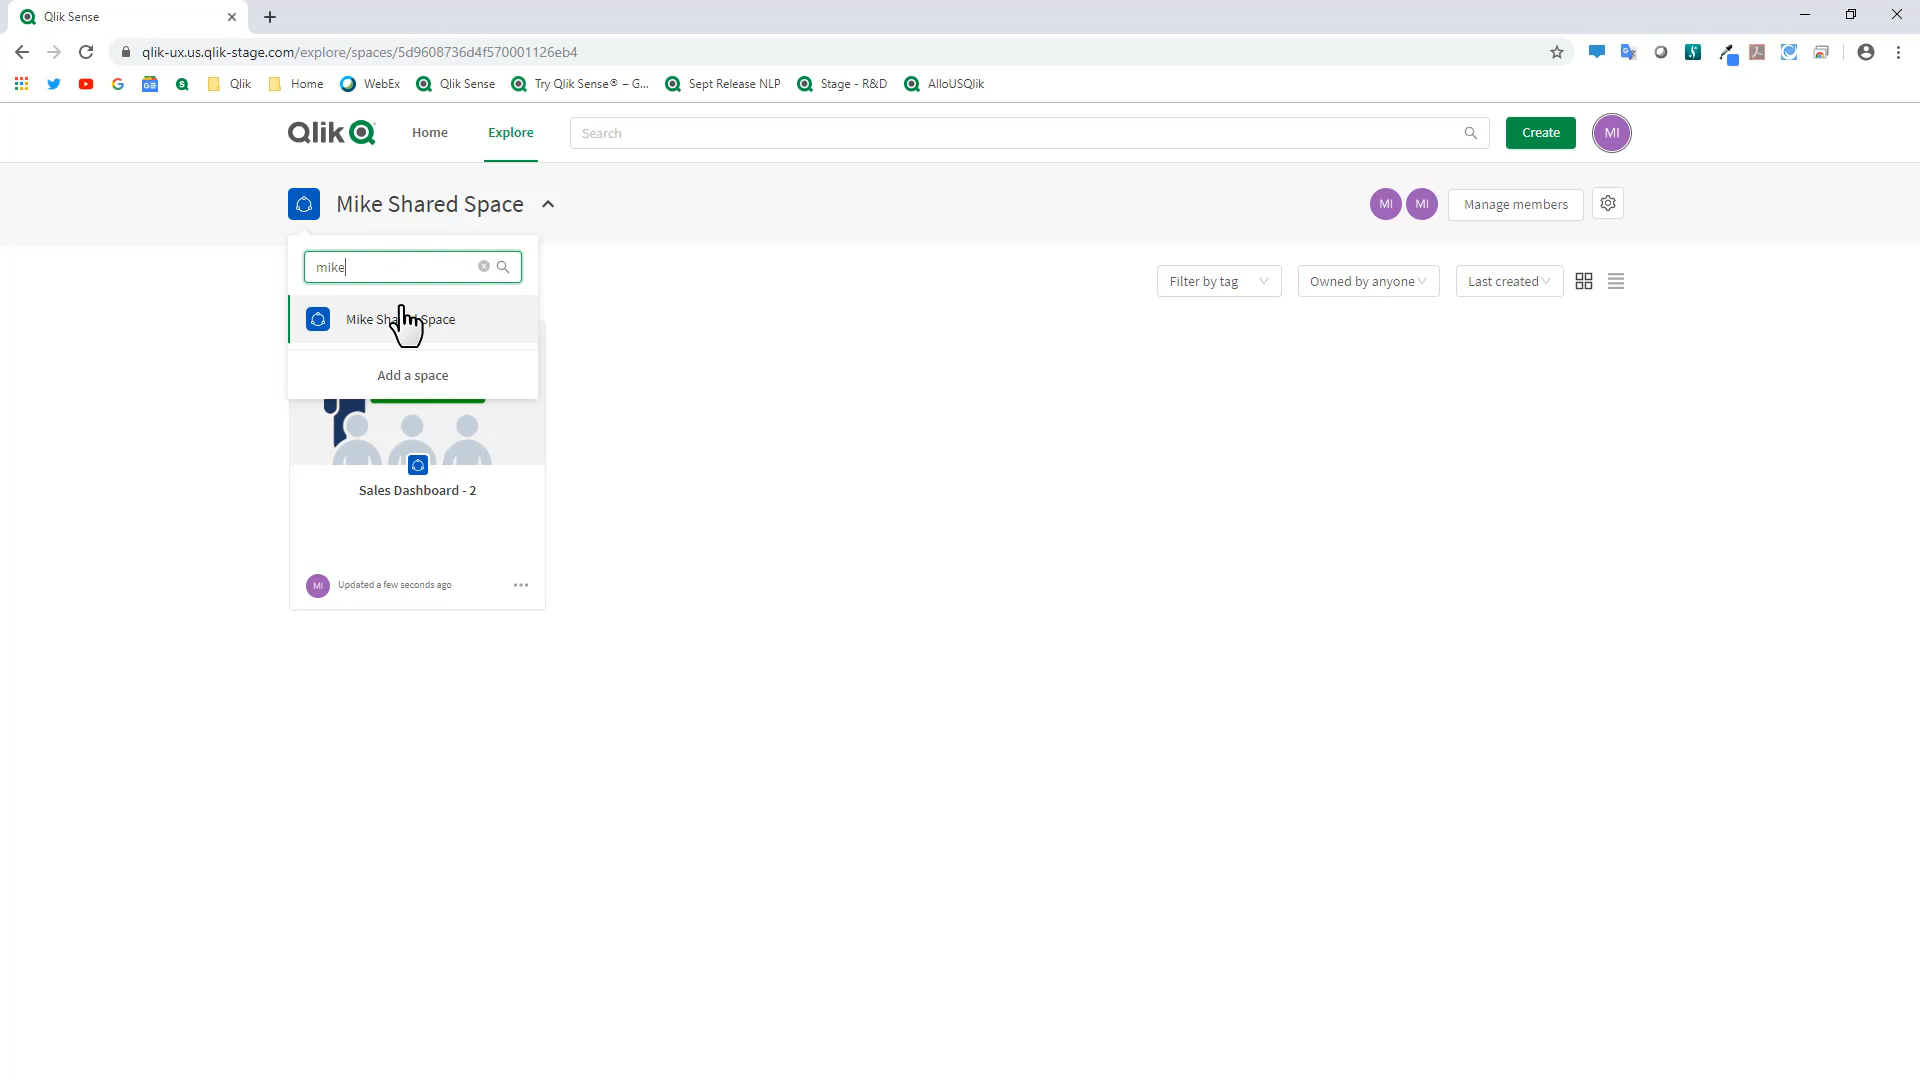 Qlik Sense
qlik-ux.us.qlik-stage.com/explore/spaces/5d9608736d4f570001126eb4
Qlik
Home
WebEx
Qlik Sense
Try Qlik Sense® – G...
Sept Release NLP
Stage - R&D
AlloUSQlik
Qlik
Home
Explore
Search
Create
MI
Mike Shared Space
MI
MI
Manage members
mike
Filter by tag
Owned by anyone
Last created
Mike Shared Space
Add a space
Sales Dashboard - 2
MI
Updated a few seconds ago